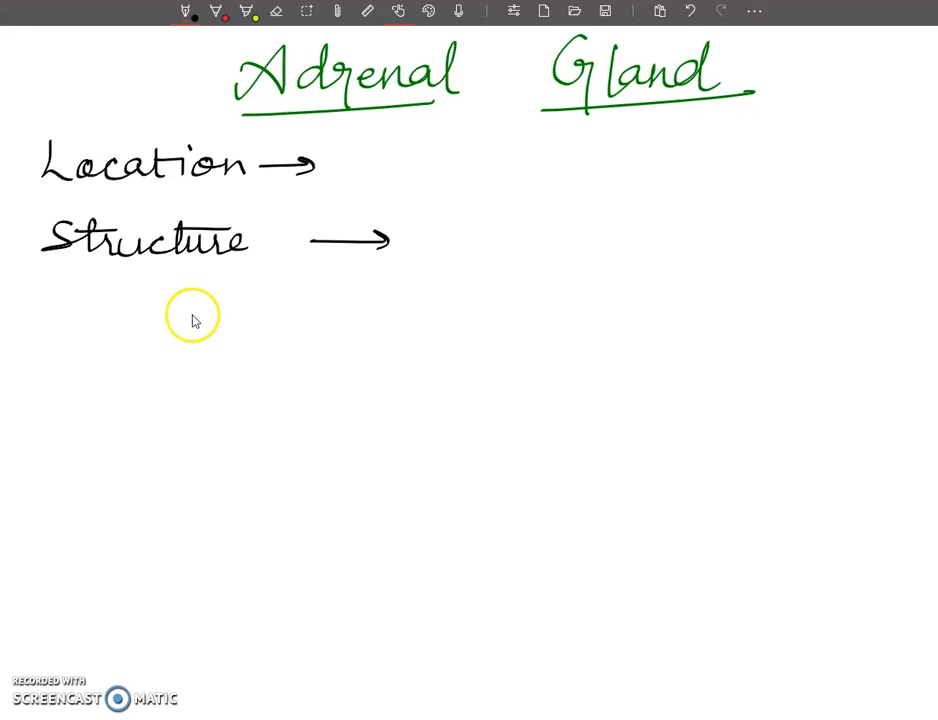 Adrenal Gland
Location →
Structure →
RECORDED WITH
SCREENCAST MATIC